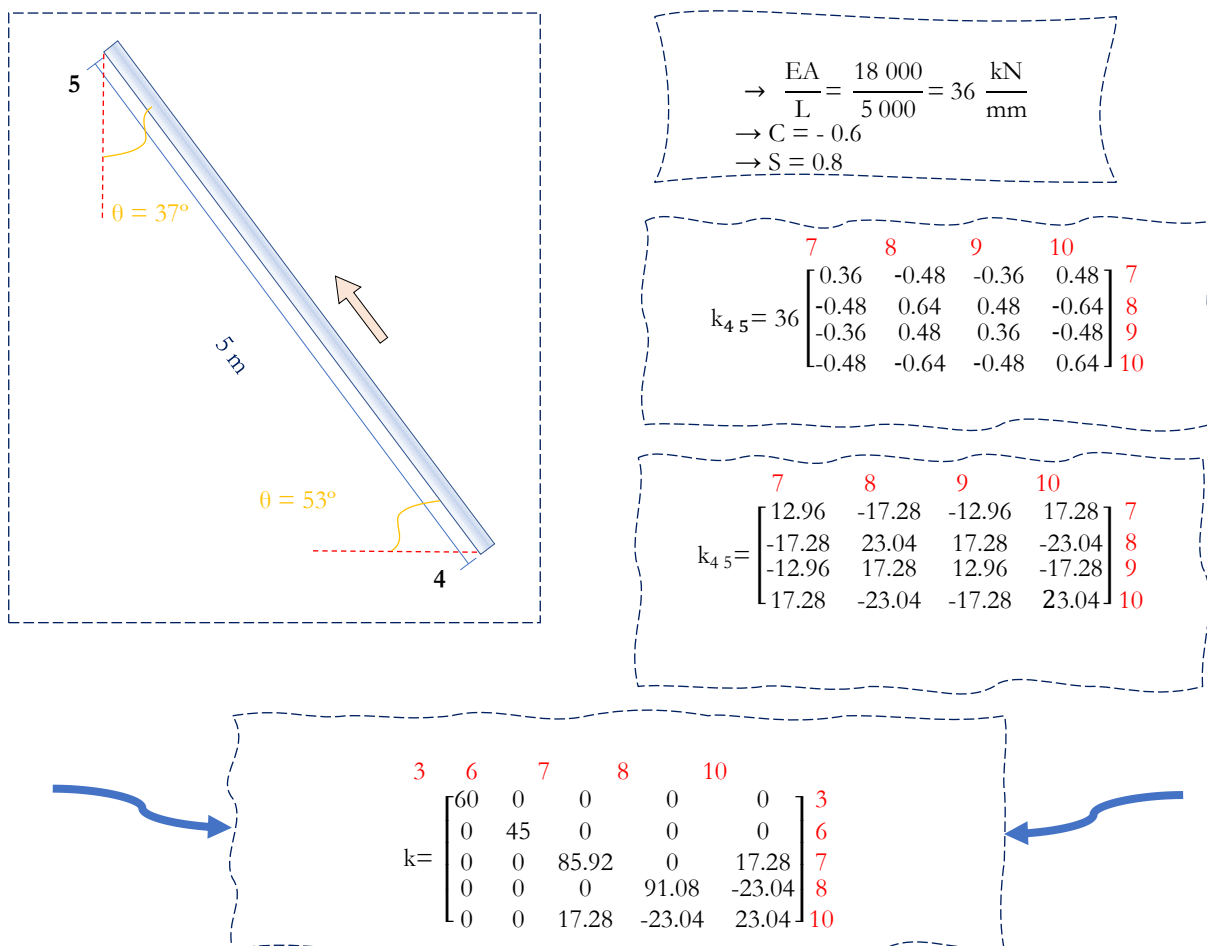 5
θ = 37º
5 m
θ = 53º
4
→ EA/L = 18 000/5 000 = 36 kN/mm
→ C = - 0.6
→ S = 0.8
7 8 9 10
0.36 -0.48 -0.36 0.48 7
-0.48 0.64 0.48 -0.64 8
k4 5= 36
-0.36 0.48 0.36 -0.48 9
-0.48 -0.64 -0.48 0.64 10
7 8 9 10
12.96 -17.28 -12.96 17.28 7
-17.28 23.04 17.28 -23.04 8
k4 5=
-12.96 17.28 12.96 -17.28 9
17.28 -23.04 -17.28 23.04 10
3 6 7 8 10
60 0 0 0 0 3
0 45 0 0 0 6
k= 0 0 85.92 0 17.28 7
0 0 0 91.08 -23.04 8
0 0 17.28 -23.04 23.04 10